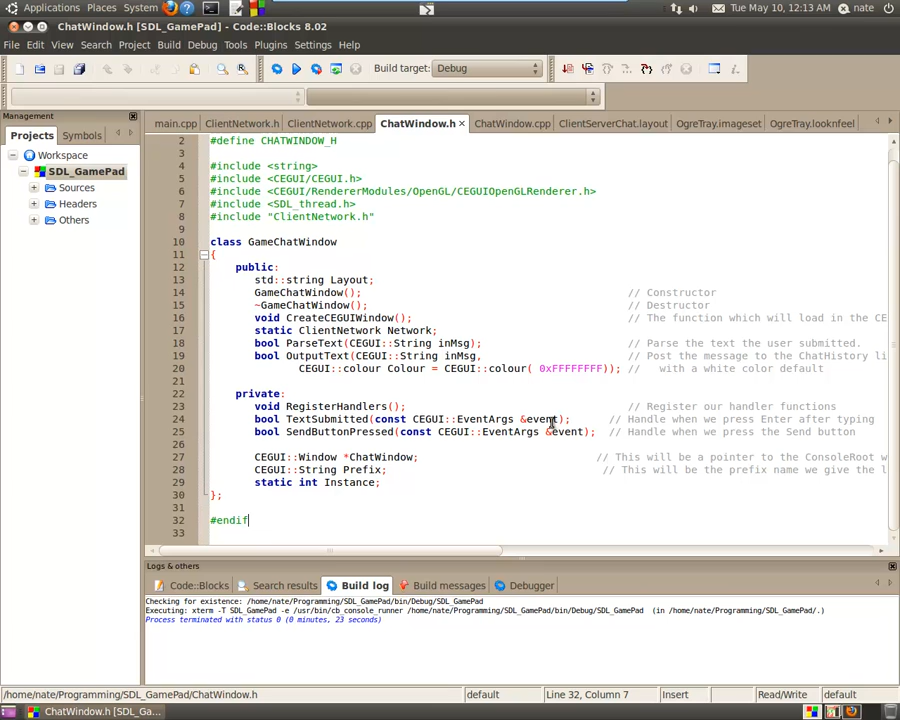 Applications Places System Tue May 10, 12:13 AM nate
ChatWindow.h [SDL_GamePad] - Code::Blocks 8.02
File Edit View Search Project Build Debug Tools Plugins Settings Help
Build target: Debug
Management
Projects Symbols
Workspace
SDL_GamePad
Sources
Headers
Others
main.cpp ClientNetwork.h ClientNetwork.cpp ChatWindow.h ChatWindow.cpp ClientServerChat.layout OgreTray.imageset OgreTray.looknfeel
2 #define CHATWINDOW_H
3
4 #include <string>
5 #include <CEGUI/CEGUI.h>
6 #include <CEGUI/RendererModules/OpenGL/CEGUIOpenGLRenderer.h>
7 #include <SDL_thread.h>
8 #include "ClientNetwork.h"
9
10 class GameChatWindow
11 {
12 public:
13 std::string Layout;
14 GameChatWindow(); // Constructor
15 ~GameChatWindow(); // Destructor
16 void CreateCEGUIWindow(); // The function which will load in the CE
17 static ClientNetwork Network;
18 bool ParseText(CEGUI::String inMsg); // Parse the text the user submitted.
19 bool OutputText(CEGUI::String inMsg, // Post the message to the ChatHistory li
20 CEGUI::colour Colour = CEGUI::colour( 0xFFFFFFFF)); // with a white color default
21
22 private:
23 void RegisterHandlers(); // Register our handler functions
24 bool TextSubmitted(const CEGUI::EventArgs &event); // Handle when we press Enter after typing
25 bool SendButtonPressed(const CEGUI::EventArgs &event); // Handle when we press the Send button
26
27 CEGUI::Window *ChatWindow; // This will be a pointer to the ConsoleRoot w
28 CEGUI::String Prefix; // This will be the prefix name we give the l
29 static int Instance;
30 };
31
32 #endif
33
Logs & others
Code::Blocks Search results Build log Build messages Debugger
Checking for existence: /home/nate/Programming/SDL_GamePad/bin/Debug/SDL_GamePad
Executing: xterm -T SDL_GamePad -e /usr/bin/cb_console_runner /home/nate/Programming/SDL_GamePad/bin/Debug/SDL_GamePad (in /home/nate/Programming/SDL_GamePad/.)
Process terminated with status 0 (0 minutes, 23 seconds)
/home/nate/Programming/SDL_GamePad/ChatWindow.h default Line 32, Column 7 Insert Read/Write default
ChatWindow.h [SDL_Ga...